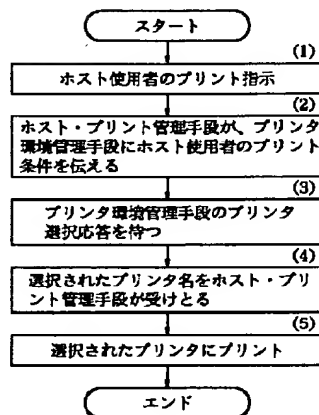 スタート
(1)
ホスト使用者のプリント指示
(2)
ホスト・プリント管理手段が、プリンタ
環境管理手段にホスト使用者のプリント
条件を伝える
(3)
プリンタ環境管理手段のプリンタ
選択応答を待つ
(4)
選択されたプリンタ名をホスト・プリ
ント管理手段が受けとる
(5)
選択されたプリンタにプリント
エンド